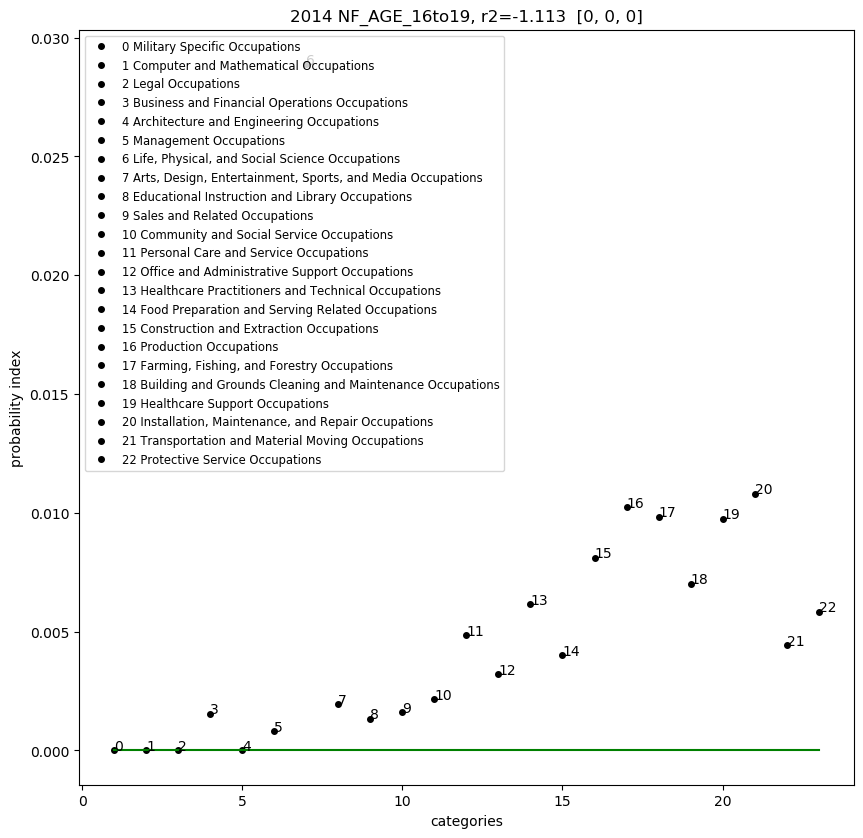 2014 NF_AGE_16to19, r2=-1.113 [0, 0, 0]
0.030
0 Military Specific Occupations
6
1 Computer and Mathematical Occupations
2 Legal Occupations
3 Business and Financial Operations Occupations
4 Architecture and Engineering Occupations
0.025
5 Management Occupations
6 Life, Physical, and Social Science Occupations
7 Arts, Design, Entertainment, Sports, and Media Occupations
8 Educational Instruction and Library Occupations
9 Sales and Related Occupations
10 Community and Social Service Occupations
11 Personal Care and Service Occupations
0.020
12 Office and Administrative Support Occupations
13 Healthcare Practitioners and Technical Occupations
14 Food Preparation and Serving Related Occupations
15 Construction and Extraction Occupations
16 Production Occupations
17 Farming, Fishing, and Forestry Occupations
0.015
18 Building and Grounds Cleaning and Maintenance Occupations
19 Healthcare Support Occupations
20 Installation, Maintenance, and Repair Occupations
21 Transportation and Material Moving Occupations
22 Protective Service Occupations
probability index
0.010
0.005
0.000
0
1
2
3
4
5
7
8
9
10
11
12
13
14
15
16
17
18
19
20
21
22
0
5
10
15
20
categories